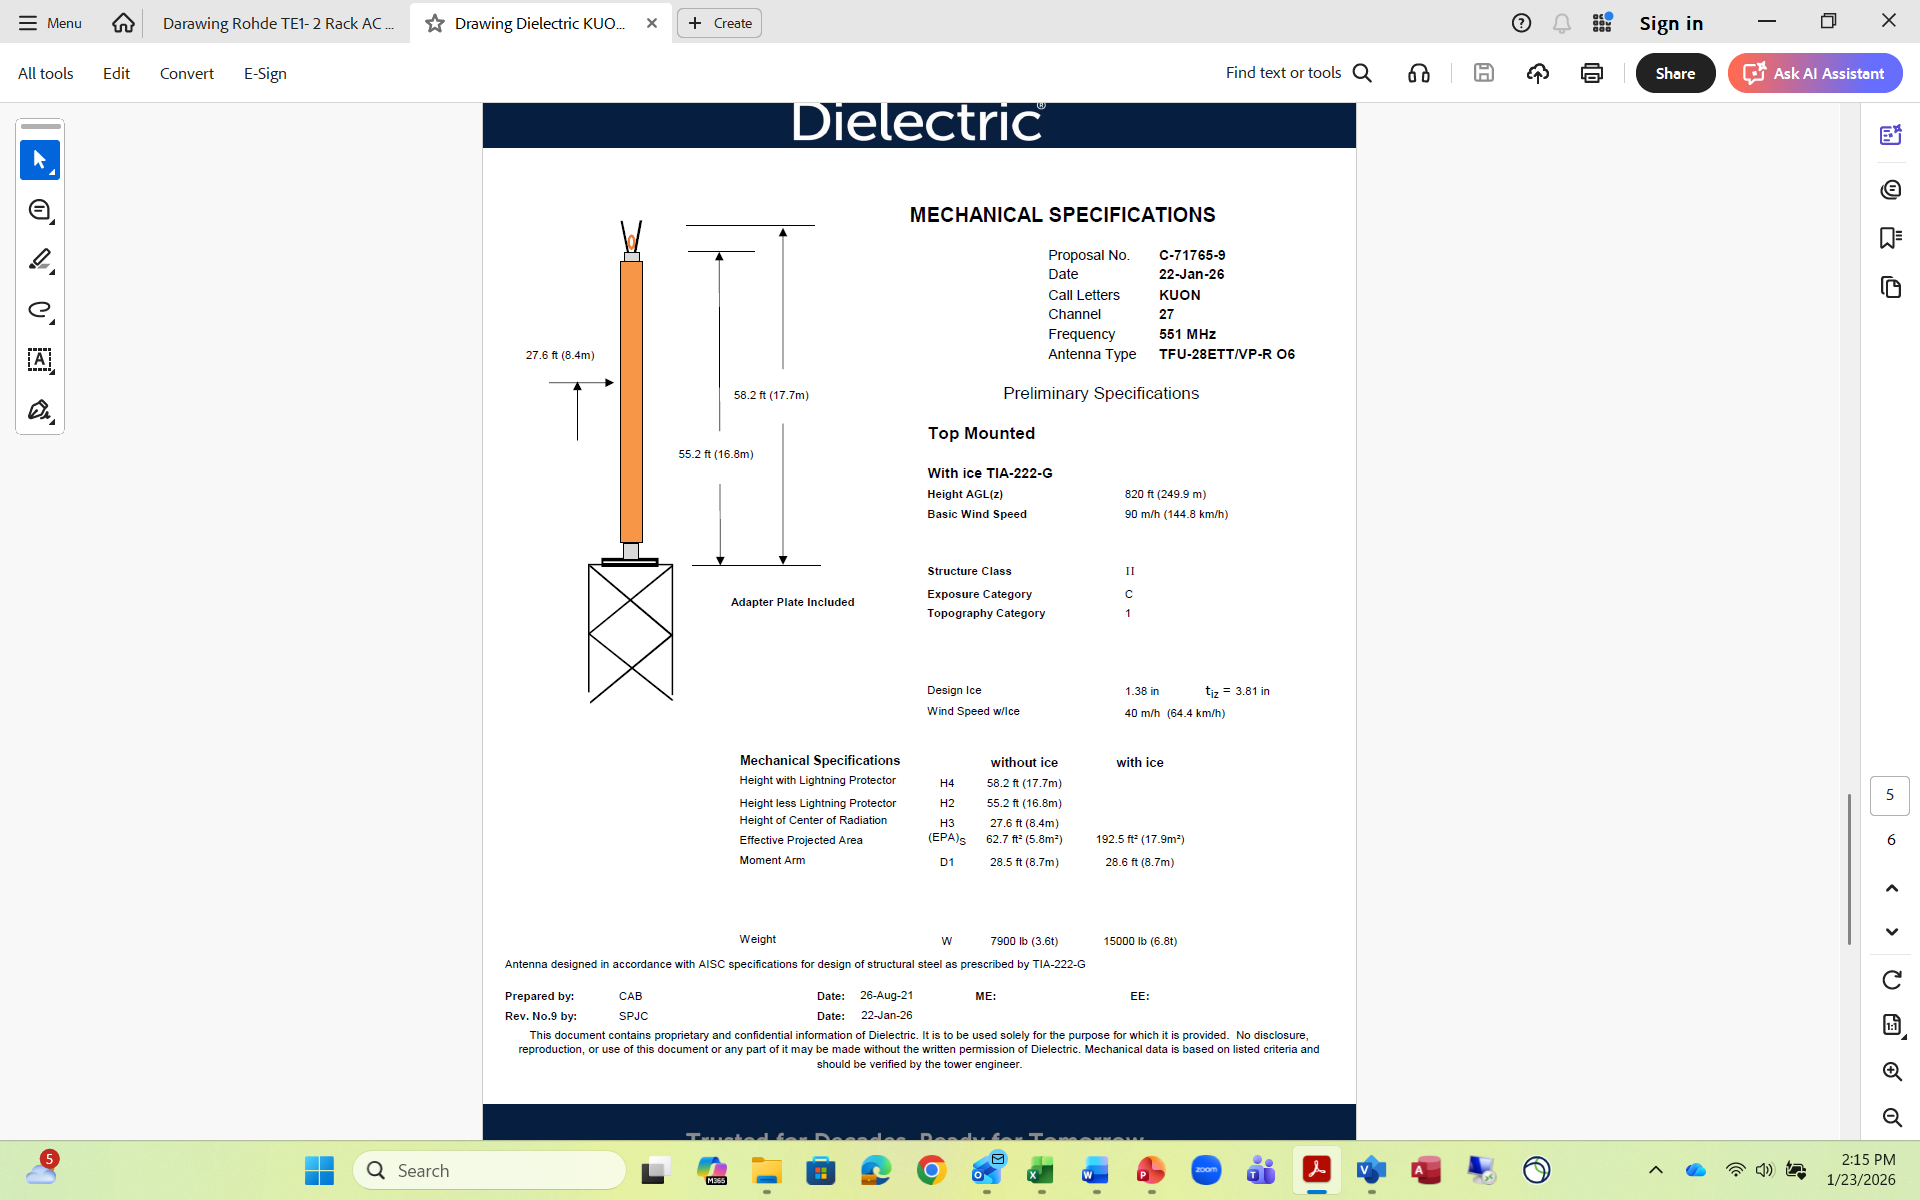 Menu
Darawing Rohde TE1- 2 Rack AC ...
Drawing Dielectric KUO...
Create
Sign in
All tools
Edit
Convert
E-Sign
Find text or tools
Share
Ask AI Assistant
Dielectric®
MECHANICAL SPECIFICATIONS
Proposal No. C-71765-9
Date 22-Jan-26
Call Letters KUON
Channel 27
Frequency 551 MHz
Antenna Type TFU-28ETT/VP-R O6
27.6 ft (8.4m)
58.2 ft (17.7m)
55.2 ft (16.8m)
Adapter Plate Included
Preliminary Specifications
Top Mounted
With ice TIA-222-G
Height AGL(z) 820 ft (249.9 m)
Basic Wind Speed 90 m/h (144.8 km/h)
Structure Class II
Exposure Category C
Topography Category 1
Design Ice 1.38 in tiz = 3.81 in
Wind Speed w/Ice 40 m/h (64.4 km/h)
Mechanical Specifications without ice with ice
Height with Lightning Protector H4 58.2 ft (17.7m)
Height less Lightning Protector H2 55.2 ft (16.8m)
Height of Center of Radiation H3 27.6 ft (8.4m)
Effective Projected Area (EPA)S 62.7 ft² (5.8m²) 192.5 ft² (17.9m²)
Moment Arm D1 28.5 ft (8.7m) 28.6 ft (8.7m)
Weight W 7900 lb (3.6t) 15000 lb (6.8t)
Antenna designed in accordance with AISC specifications for design of structural steel as prescribed by TIA-222-G
Prepared by: CAB Date: 26-Aug-21 ME: EE:
Rev. No.9 by: SPJC Date: 22-Jan-26
This document contains proprietary and confidential information of Dielectric. It is to be used solely for the purpose for which it is provided. No disclosure,
reproduction, or use of this document or any part of it may be made without the written permission of Dielectric. Mechanical data is based on listed criteria and
should be verified by the tower engineer.
Trusted for Decades. Ready for Tomorrow.
5
6
1:1
5
Search
M365
zoom
2:15 PM
1/23/2026